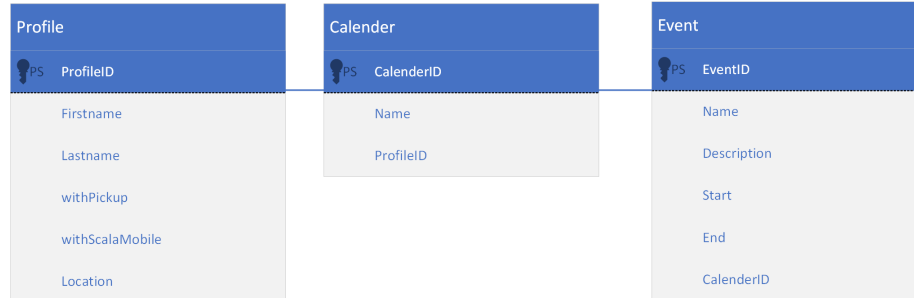 Profile
PS ProfileID
Firstname
Lastname
withPickup
withScalaMobile
Location
Calender
PS CalenderID
Name
ProfileID
Event
PS EventID
Name
Description
Start
End
CalenderID